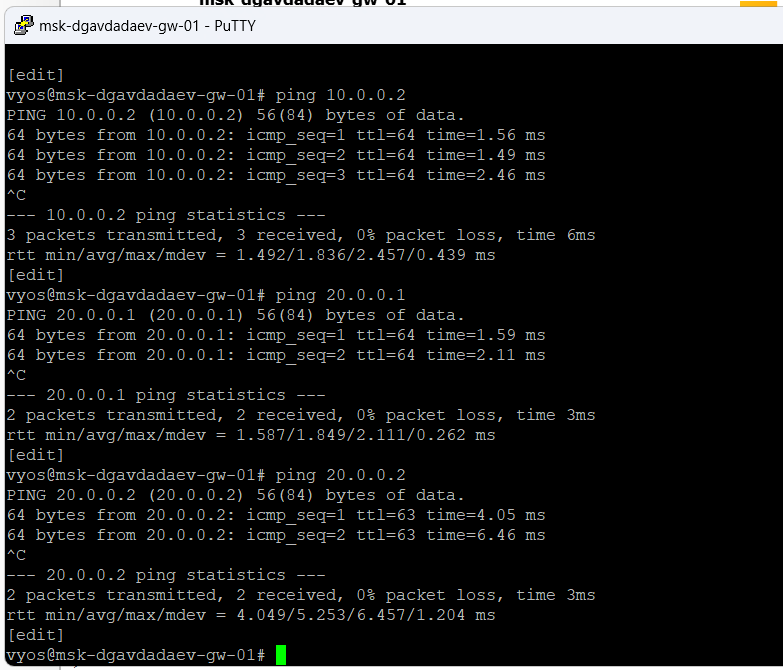 msk-dgavdadaev-gw-01
msk-dgavdadaev-gw-01 - PuTTY
[edit]
vyos@msk-dgavdadaev-gw-01# ping 10.0.0.2
PING 10.0.0.2 (10.0.0.2) 56(84) bytes of data.
64 bytes from 10.0.0.2: icmp_seq=1 ttl=64 time=1.56 ms
64 bytes from 10.0.0.2: icmp_seq=2 ttl=64 time=1.49 ms
64 bytes from 10.0.0.2: icmp_seq=3 ttl=64 time=2.46 ms
^C
--- 10.0.0.2 ping statistics ---
3 packets transmitted, 3 received, 0% packet loss, time 6ms
rtt min/avg/max/mdev = 1.492/1.836/2.457/0.439 ms
[edit]
vyos@msk-dgavdadaev-gw-01# ping 20.0.0.1
PING 20.0.0.1 (20.0.0.1) 56(84) bytes of data.
64 bytes from 20.0.0.1: icmp_seq=1 ttl=64 time=1.59 ms
64 bytes from 20.0.0.1: icmp_seq=2 ttl=64 time=2.11 ms
^C
--- 20.0.0.1 ping statistics ---
2 packets transmitted, 2 received, 0% packet loss, time 3ms
rtt min/avg/max/mdev = 1.587/1.849/2.111/0.262 ms
[edit]
vyos@msk-dgavdadaev-gw-01# ping 20.0.0.2
PING 20.0.0.2 (20.0.0.2) 56(84) bytes of data.
64 bytes from 20.0.0.2: icmp_seq=1 ttl=63 time=4.05 ms
64 bytes from 20.0.0.2: icmp_seq=2 ttl=63 time=6.46 ms
^C
--- 20.0.0.2 ping statistics ---
2 packets transmitted, 2 received, 0% packet loss, time 3ms
rtt min/avg/max/mdev = 4.049/5.253/6.457/1.204 ms
[edit]
vyos@msk-dgavdadaev-gw-01#